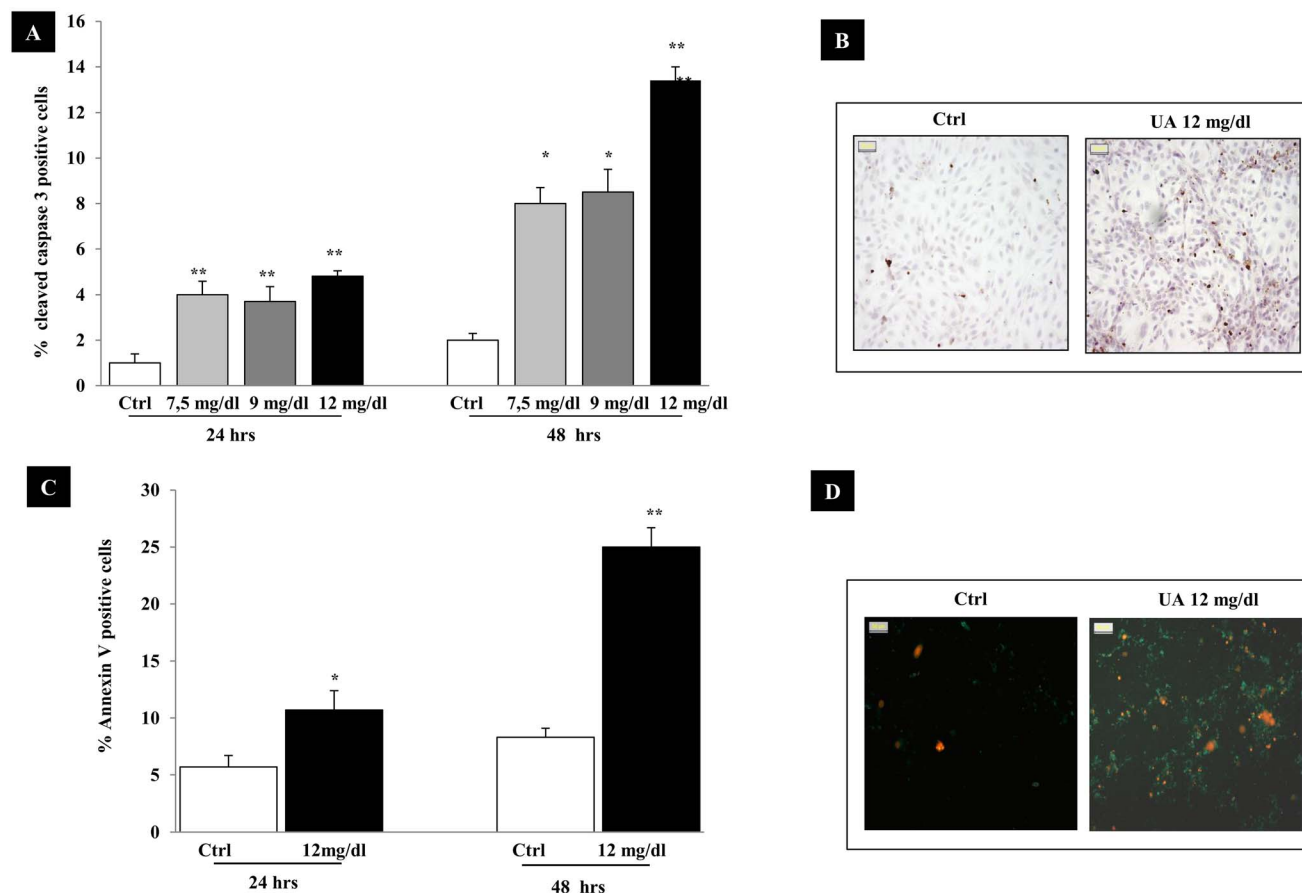 A
% cleaved caspase 3 positive cells
16
14
12
10
8
6
4
2
0
**
**
**
*
*
**
**
Ctrl 7,5 mg/dl 9 mg/dl 12 mg/dl
24 hrs
Ctrl 7,5 mg/dl 9 mg/dl 12 mg/dl
48 hrs
B
Ctrl
UA 12 mg/dl
C
% Annexin V positive cells
30
25
20
15
10
5
0
*
**
Ctrl 12mg/dl
24 hrs
Ctrl 12 mg/dl
48 hrs
D
Ctrl
UA 12 mg/dl